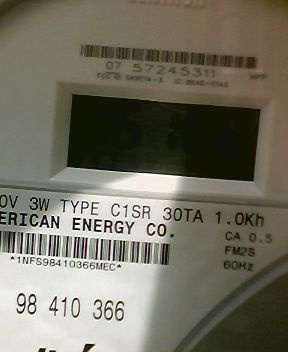 07 57245311
0V 3W TYPE C1SR 30TA 1.0Kh
ERICAN ENERGY CO.
CA 0.5
FM2S
60Hz
*1NFS98410366MEC*
98 410 366